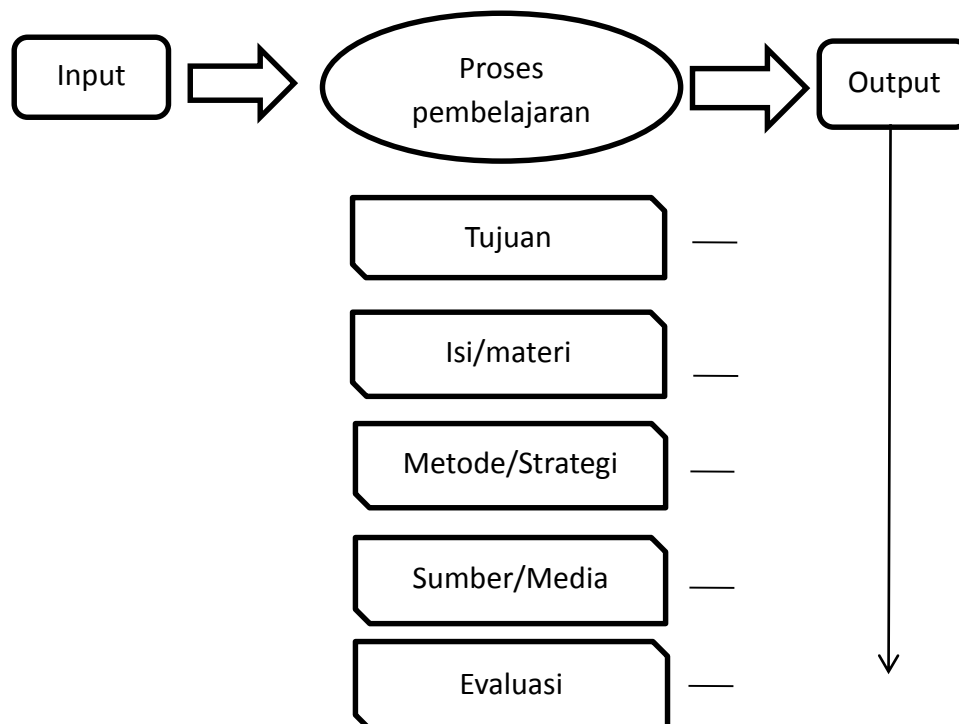 Input
Proses
pembelajaran
Output
Tujuan
Isi/materi
Metode/Strategi
Sumber/Media
Evaluasi